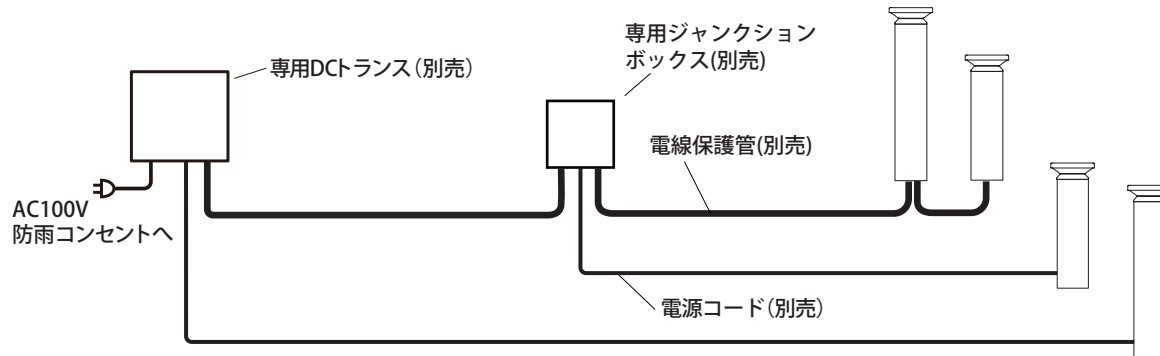 専用ジャンクション
ボックス(別売)
専用DCトランス（別売）
電線保護管(別売)
AC100V
防雨コンセントへ
電源コード（別売）